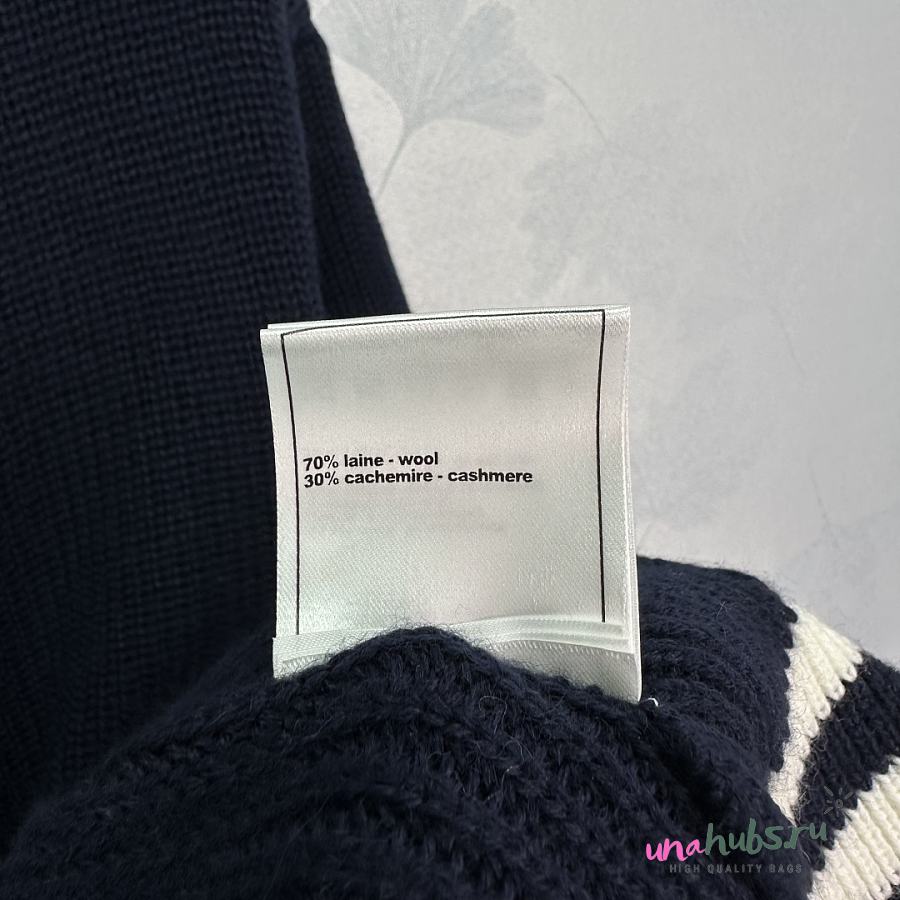 70% laine - wool
30% cachemire - cashmere
unahubs.ru
HIGH QUALITY BAGS